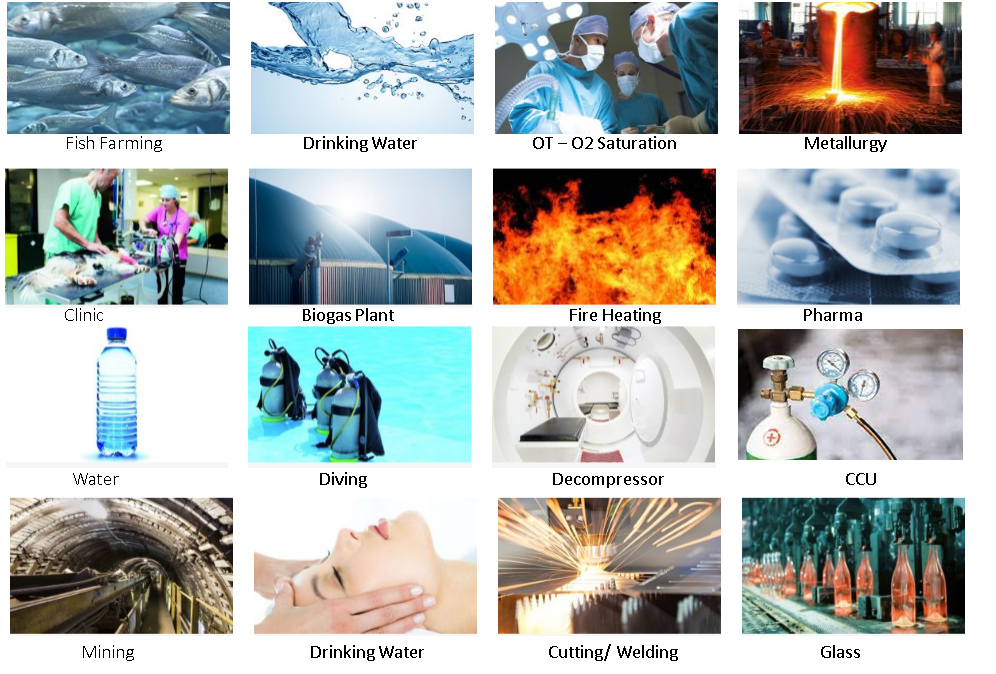 Fish Farming
Drinking Water
OT – O2 Saturation
Metallurgy
Clinic
Biogas Plant
Fire Heating
Pharma
Water
Diving
Decompressor
CCU
Mining
Drinking Water
Cutting/ Welding
Glass